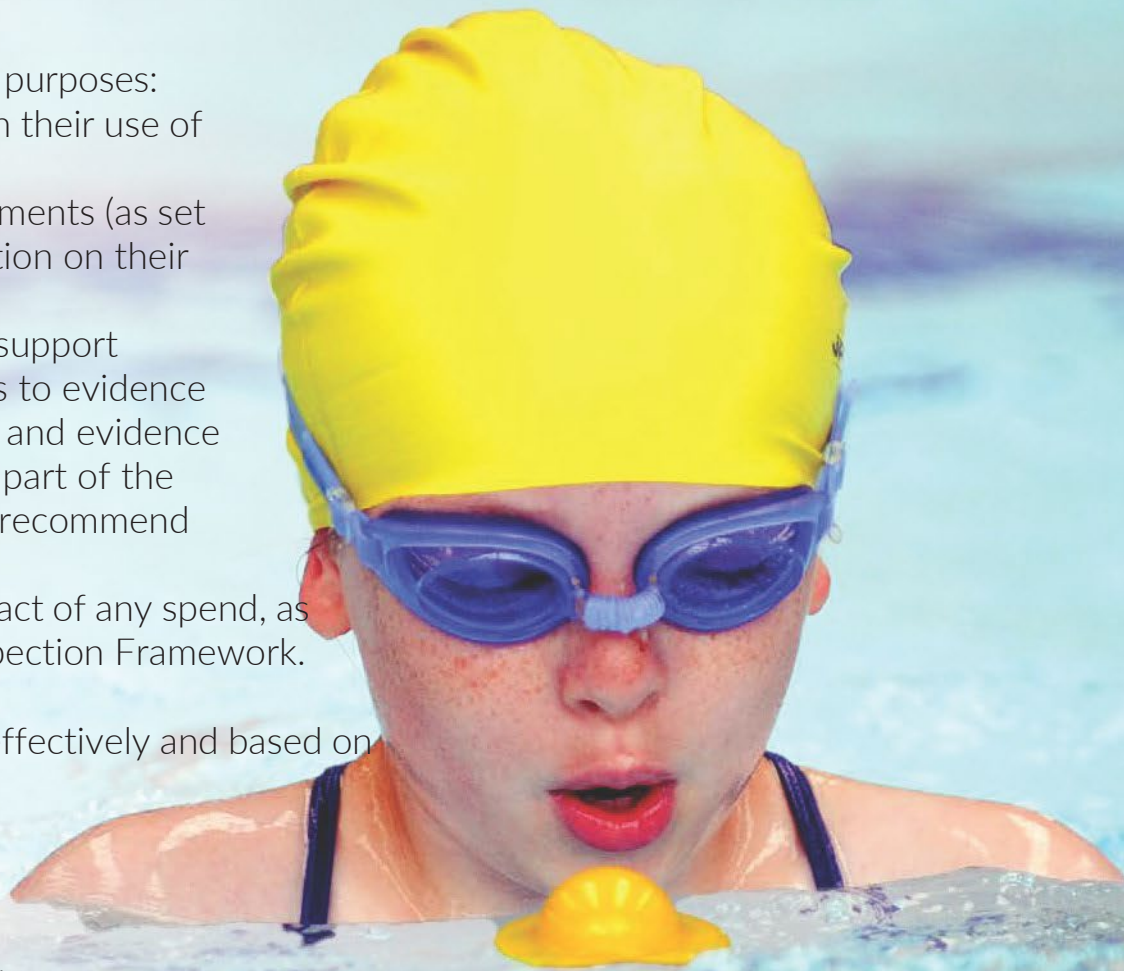 purposes:
n their use of
ments (as set
tion on their
support
s to evidence
and evidence
part of the
recommend
act of any spend, as
pection Framework.
ffectively and based on